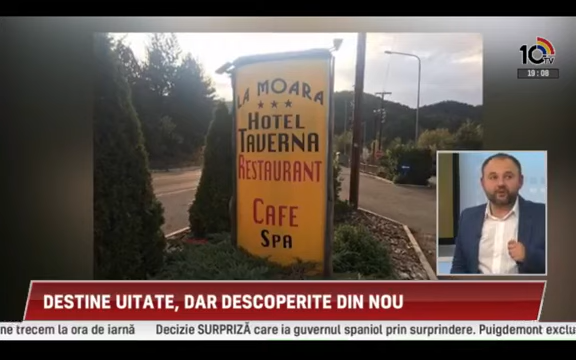 LA MOARA
★★★
HOTEL
TAVERNA
RESTAURANT
CAFE
SPA
10TV
19:08
DESTINE UITATE, DAR DESCOPERITE DIN NOU
ne trecem la ora de iarnă Decizie SURPRIZĂ care ia guvernul spaniol prin surprindere. Puigdemont exclu